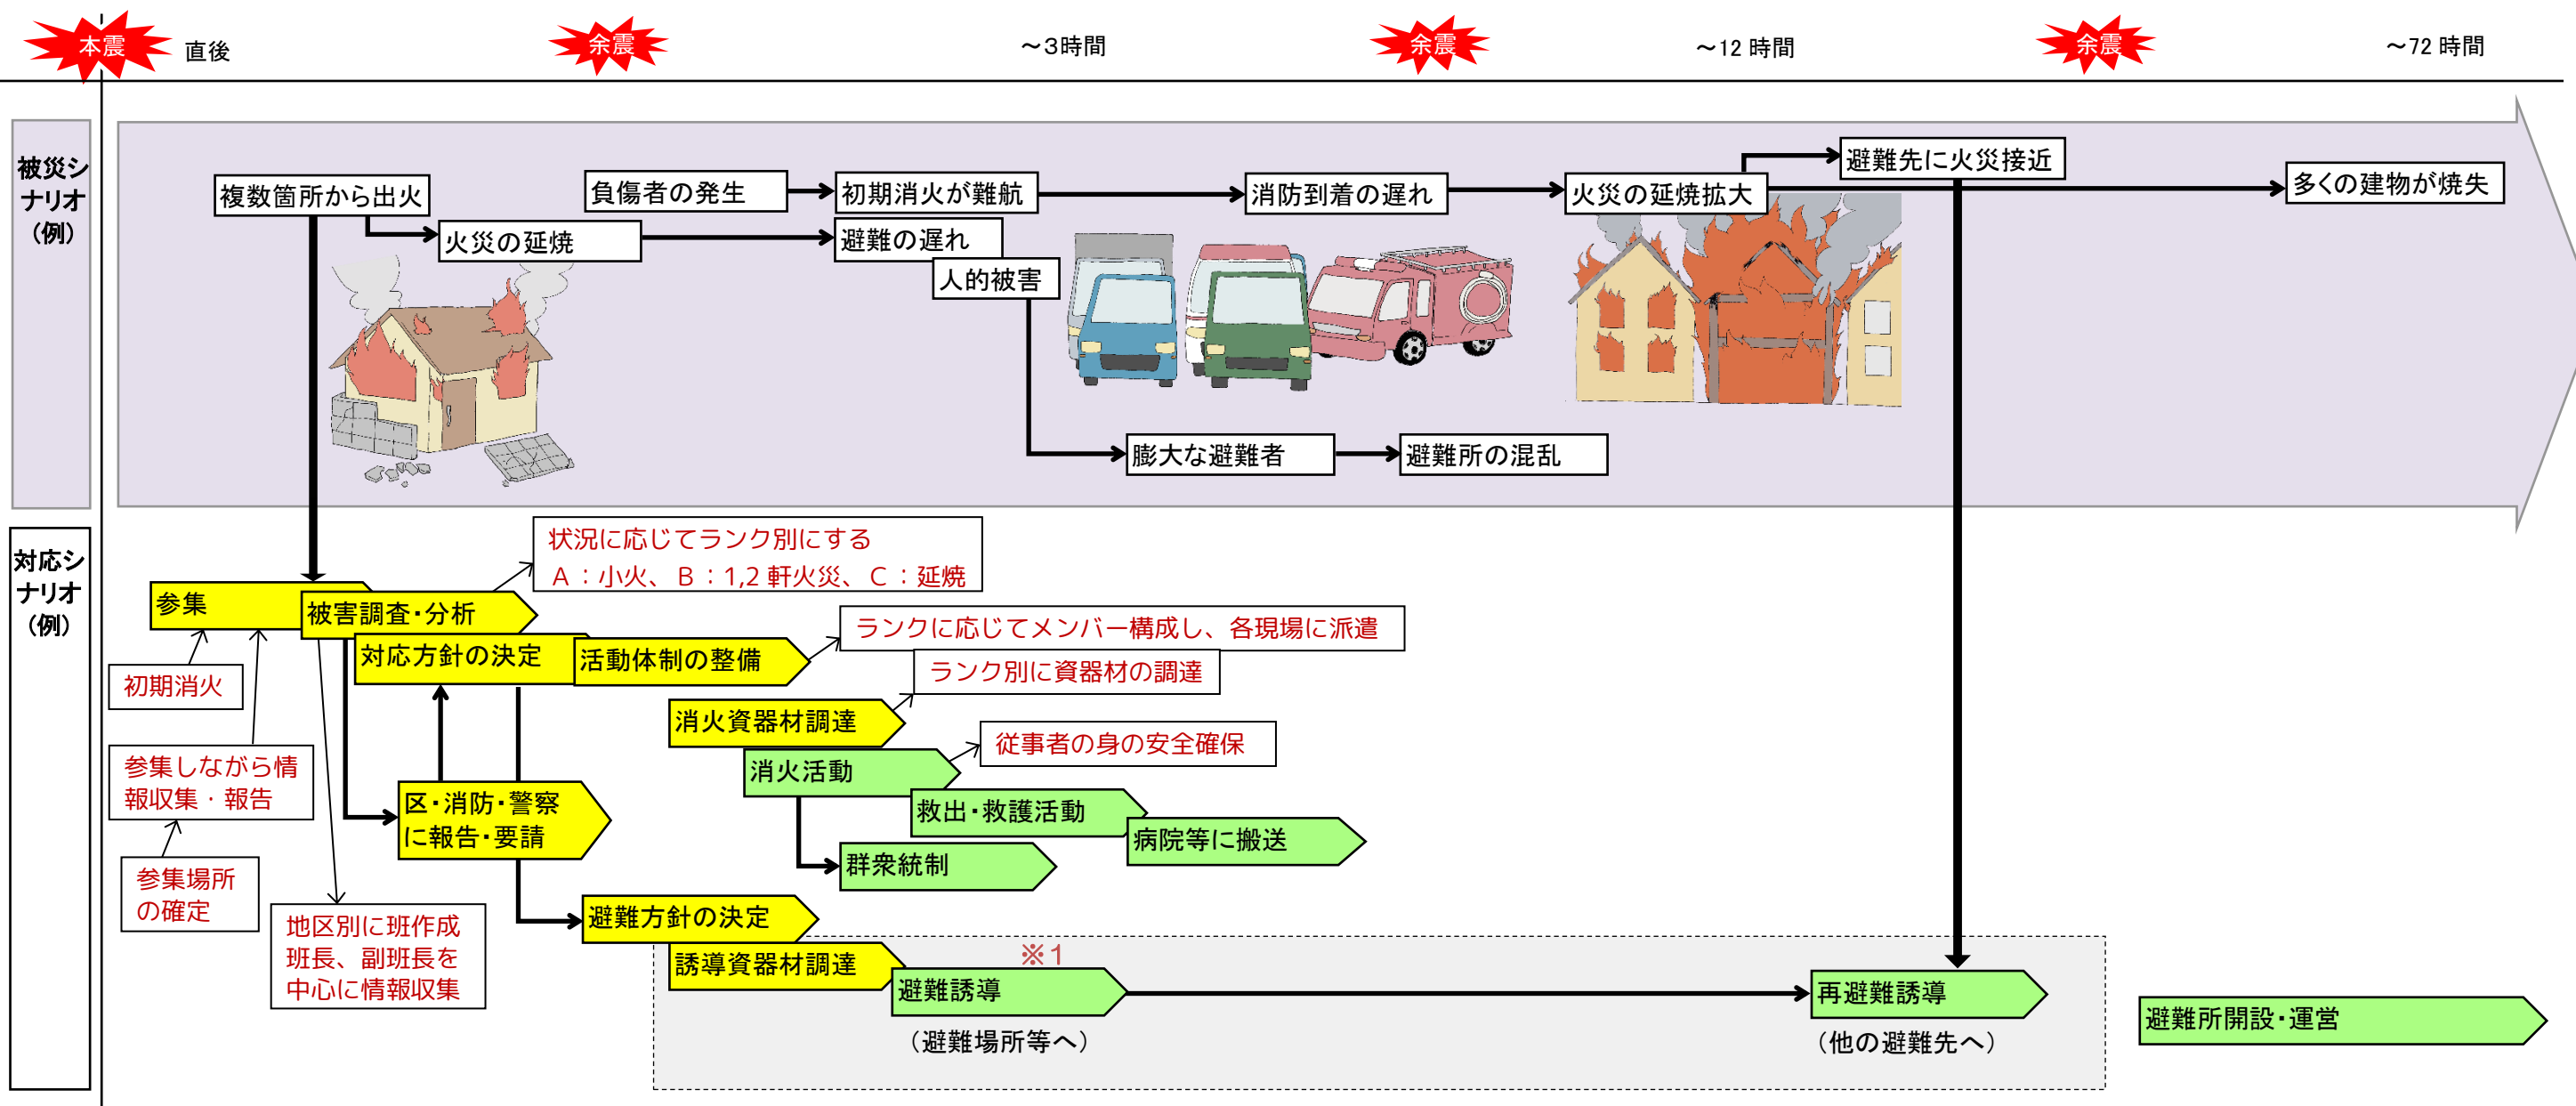 本震
直後
余震
～3時間
余震
～12時間
余震
～72時間
被災シ
ナリオ
（例）
複数箇所から出火
火災の延焼
負傷者の発生
初期消火が難航
避難の遅れ
人的被害
消防到着の遅れ
火災の延焼拡大
避難先に火災接近
多くの建物が焼失
膨大な避難者
避難所の混乱
対応シ
ナリオ
（例）
状況に応じてランク別にする
Ａ：小火、Ｂ：1,2軒火災、Ｃ：延焼
参集
被害調査・分析
対応方針の決定
活動体制の整備
ランクに応じてメンバー構成し、各現場に派遣
ランク別に資器材の調達
初期消火
消火資器材調達
従事者の身の安全確保
参集しながら情
報収集・報告
消火活動
区・消防・警察
に報告・要請
救出・救護活動
病院等に搬送
群衆統制
参集場所
の確定
地区別に班作成
班長、副班長を
中心に情報収集
避難方針の決定
誘導資器材調達
※1
避難誘導
（避難場所等へ）
再避難誘導
（他の避難先へ）
避難所開設・運営